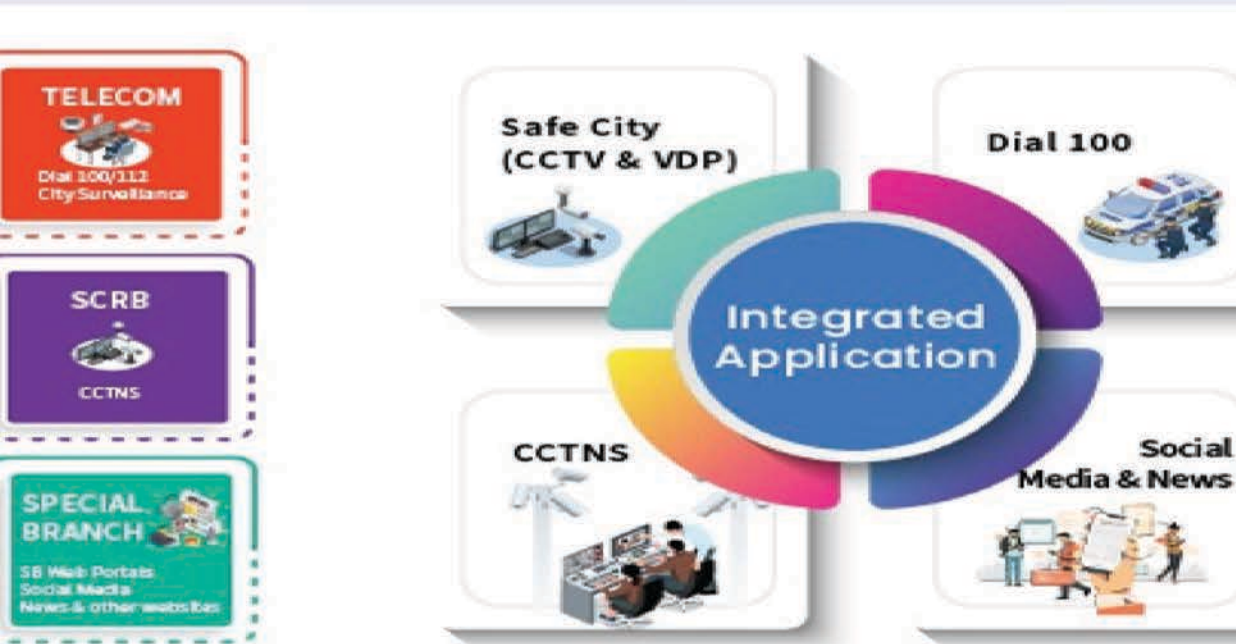 TELECOM
Dial 100/112
City Surveillance
SCRB
CCTNS
SPECIAL
BRANCH
SB Web Portals
Social Media
News & other websites
Safe City
(CCTV & VDP)
Dial 100
Integrated
Application
CCTNS
Social
Media & News